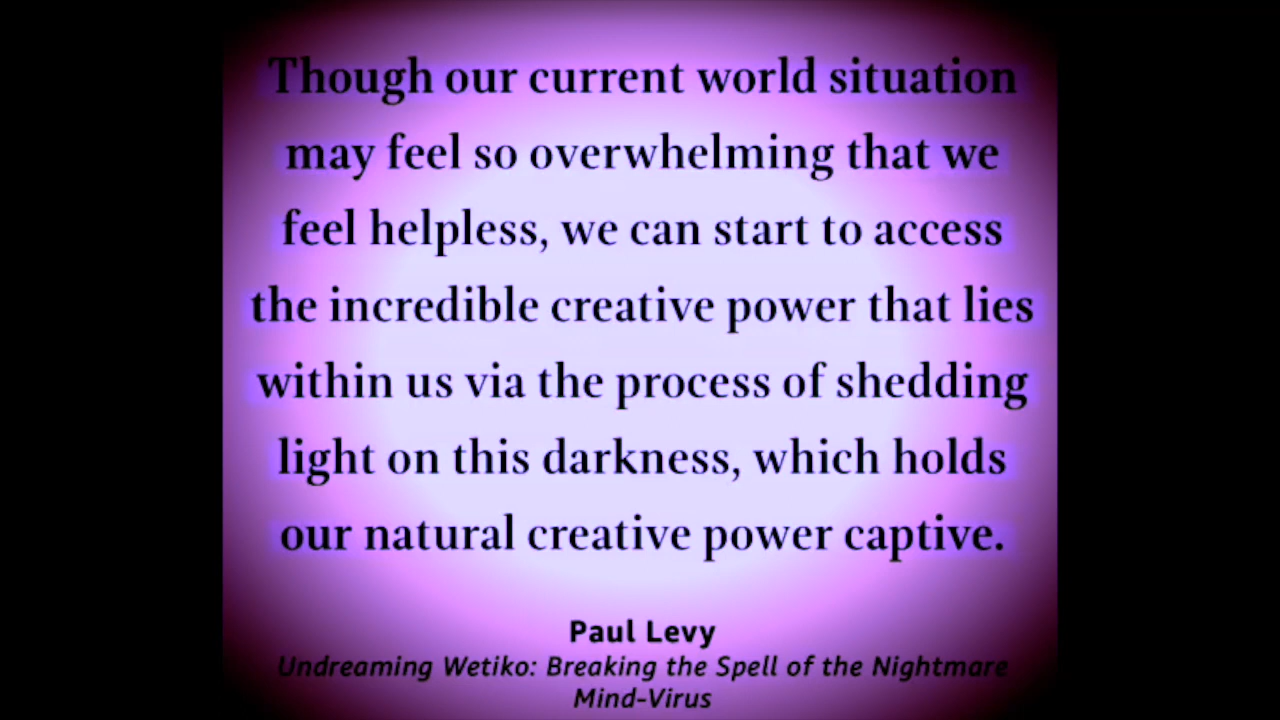 Though our current world situation
may feel so overwhelming that we
feel helpless, we can start to access
the incredible creative power that lies
within us via the process of shedding
light on this darkness, which holds
our natural creative power captive.
Paul Levy
Undreaming Wetiko: Breaking the Spell of the Nightmare
Mind-Virus